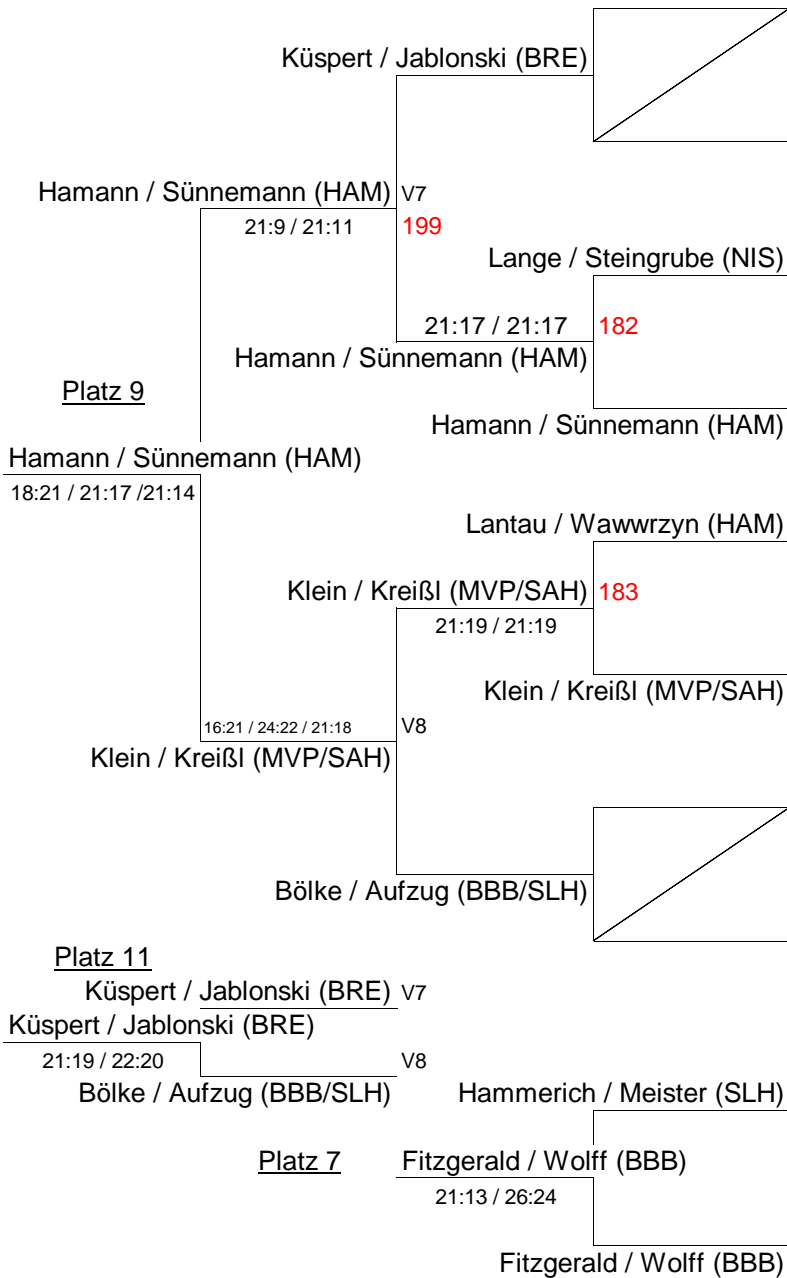 Küspert / Jablonski (BRE)
Hamann / Sünnemann (HAM) V7
21:9 / 21:11 199
Lange / Steingrube (NIS)
21:17 / 21:17 182
Hamann / Sünnemann (HAM)
Platz 9
Hamann / Sünnemann (HAM)
Hamann / Sünnemann (HAM)
18:21 / 21:17 /21:14
Lantau / Wawwrzyn (HAM)
Klein / Kreißl (MVP/SAH) 183
21:19 / 21:19
Klein / Kreißl (MVP/SAH)
16:21 / 24:22 / 21:18 V8
Klein / Kreißl (MVP/SAH)
Bölke / Aufzug (BBB/SLH)
Platz 11
Küspert / Jablonski (BRE) V7
Küspert / Jablonski (BRE)
21:19 / 22:20 V8
Bölke / Aufzug (BBB/SLH) Hammerich / Meister (SLH)
Platz 7 Fitzgerald / Wolff (BBB)
21:13 / 26:24
Fitzgerald / Wolff (BBB)